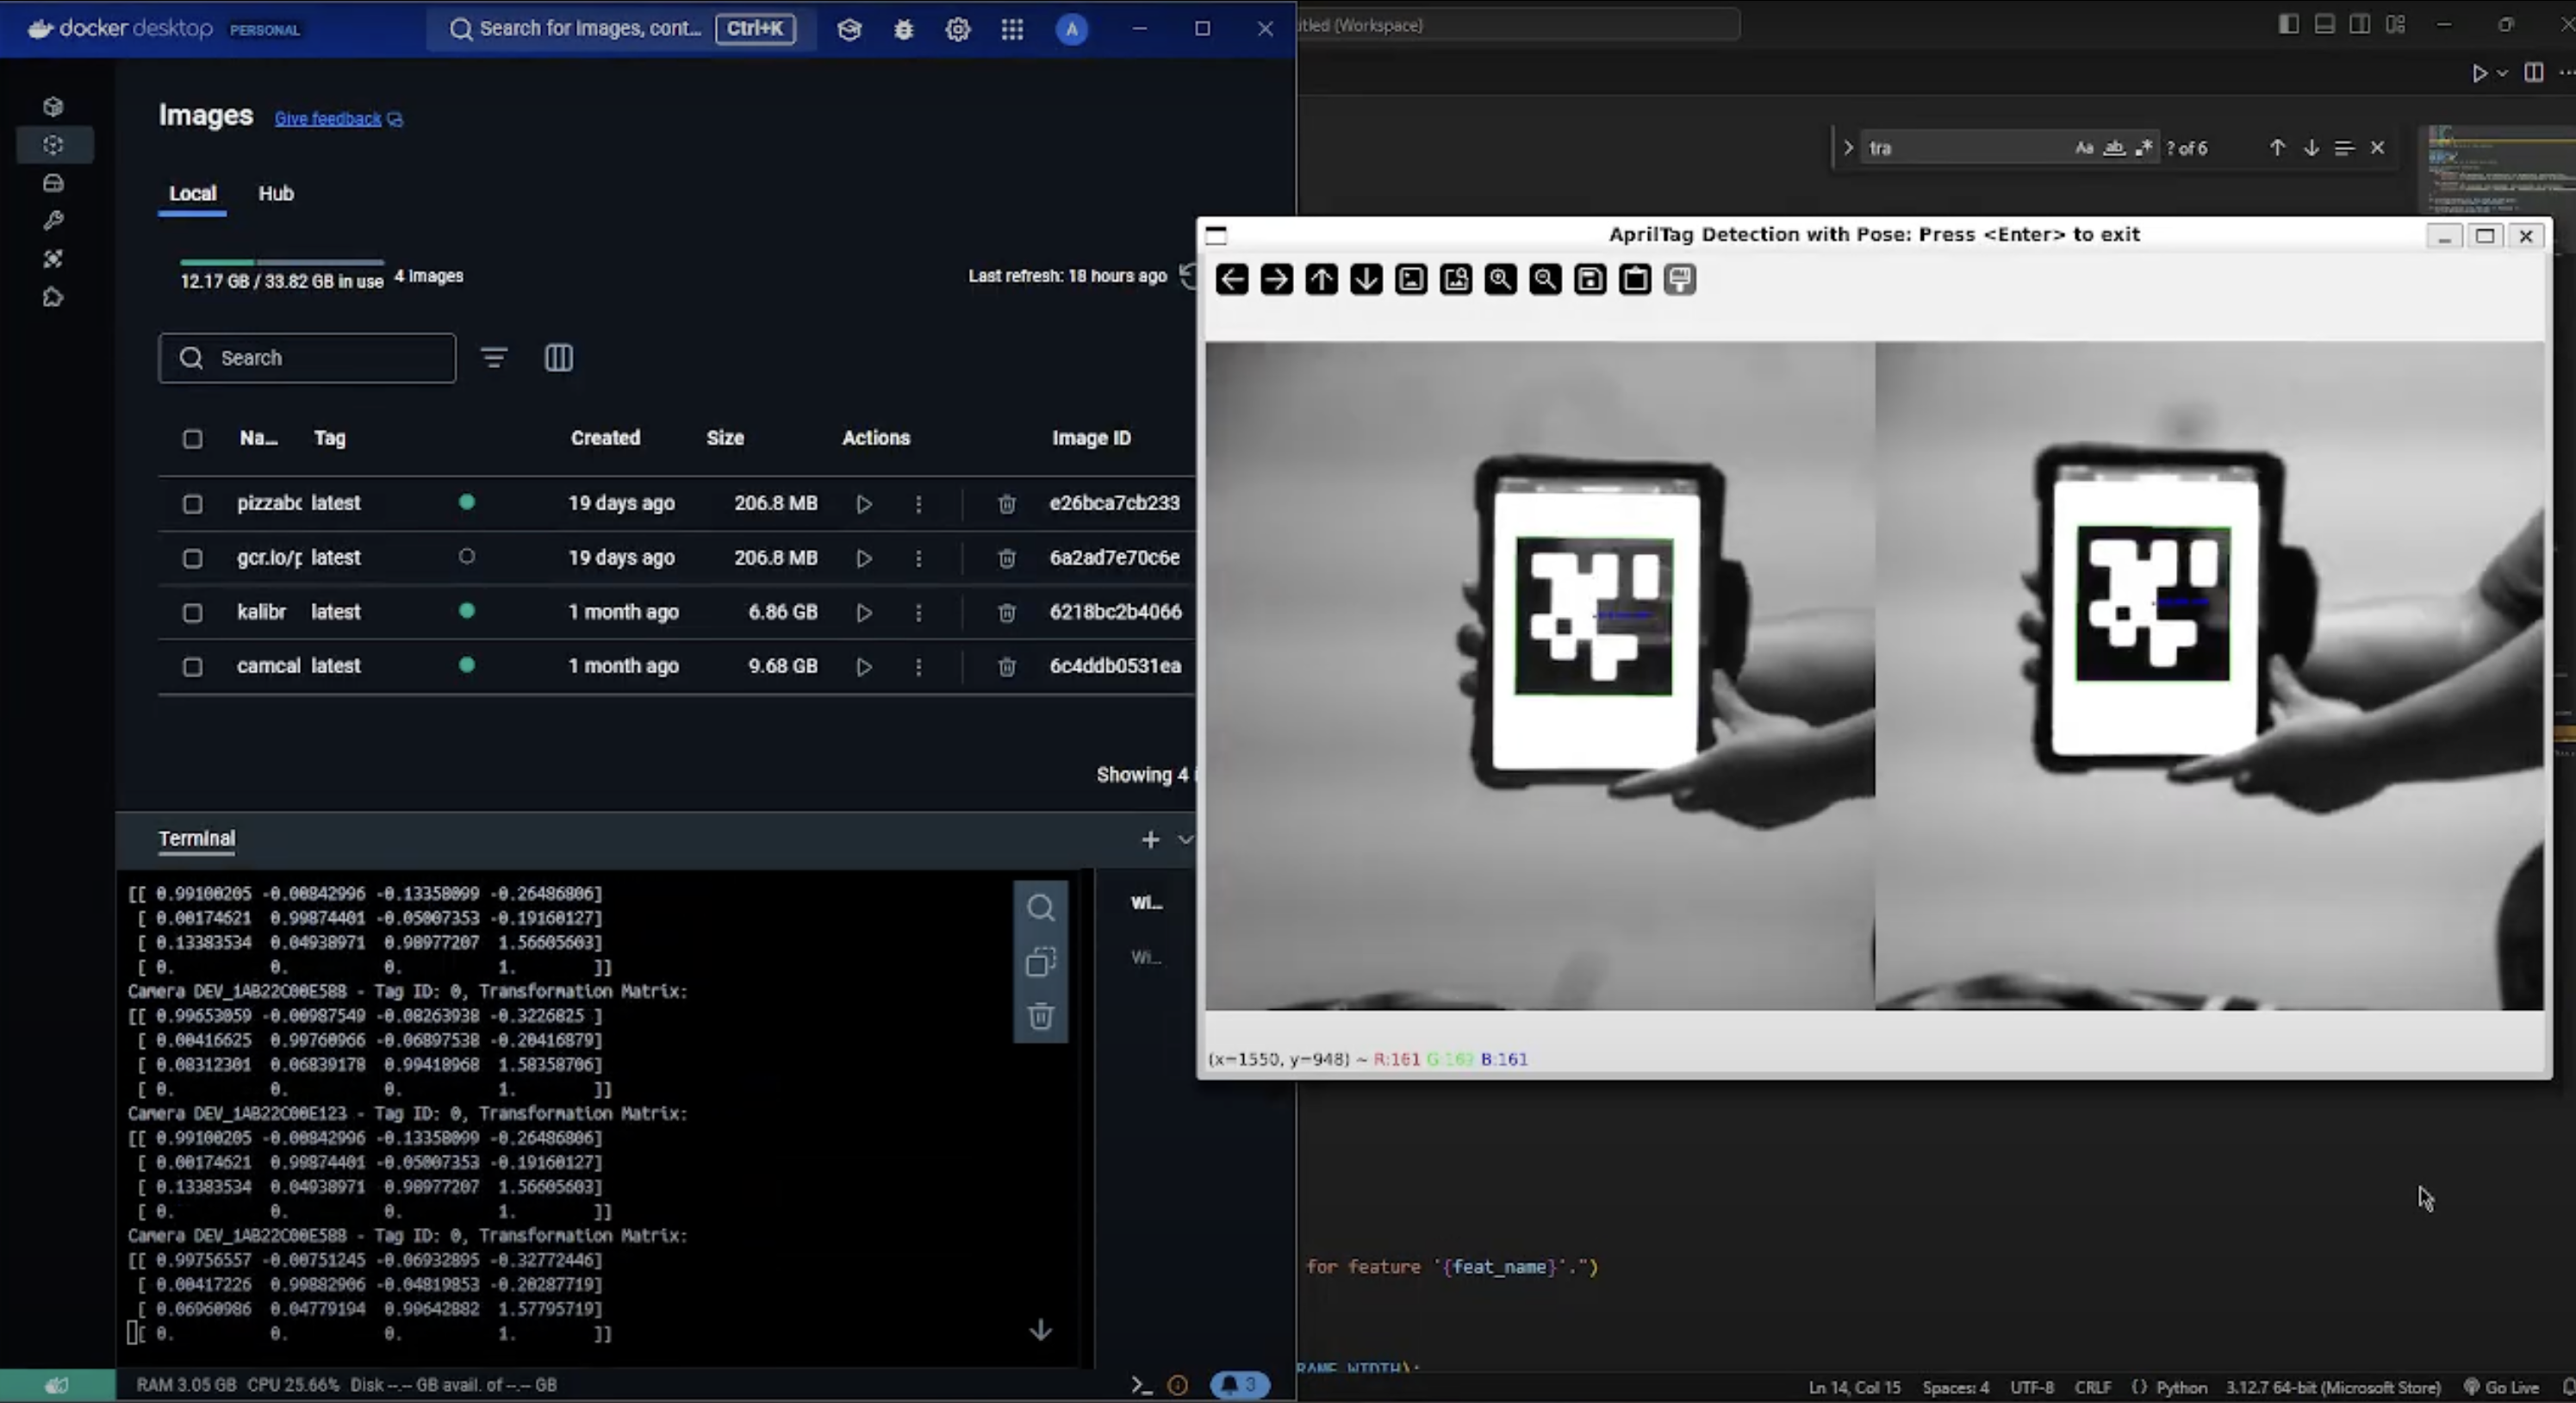 docker desktop PERSONAL
Search for images, cont... Ctrl+K
A
Images Give feedback
Local Hub
12.17 GB / 33.82 GB in use 4 images
Last refresh: 18 hours ago
Search
Na... Tag Created Size Actions Image ID
pizzabc latest 19 days ago 206.8 MB e26bca7cb233
gcr.io/p latest 19 days ago 206.8 MB 6a2ad7e70c6e
kalibr latest 1 month ago 6.86 GB 6218bc2b4066
camcal latest 1 month ago 9.68 GB 6c4ddb0531ea
Showing 4
Terminal
Wi...
Wi...
[[ 0.99100205 -0.00842996 -0.13358099 -0.26486806]
[ 0.00174621 0.99874401 -0.05007353 -0.19160127]
[ 0.13383534 0.04938971 0.98977207 1.56605603]
[ 0. 0. 0. 1. ]]
Camera DEV_1AB22C00E588 - Tag ID: 0, Transformation Matrix:
[[ 0.99653059 -0.00987549 -0.08263938 -0.3226825 ]
[ 0.00416625 0.99760966 -0.06897538 -0.20416879]
[ 0.08312301 0.06839178 0.99418968 1.58358706]
[ 0. 0. 0. 1. ]]
Camera DEV_1AB22C00E123 - Tag ID: 0, Transformation Matrix:
[[ 0.99100205 -0.00842996 -0.13358099 -0.26486806]
[ 0.00174621 0.99874401 -0.05007353 -0.19160127]
[ 0.13383534 0.04938971 0.98977207 1.56605603]
[ 0. 0. 0. 1. ]]
Camera DEV_1AB22C00E588 - Tag ID: 0, Transformation Matrix:
[[ 0.99756557 -0.00751245 -0.06932895 -0.32772446]
[ 0.00417226 0.99882906 -0.04819853 -0.20287719]
[ 0.06960986 0.04779194 0.99642882 1.57795719]
[ 0. 0. 0. 1. ]]
RAM 3.05 GB CPU 25.66% Disk --.-- GB avail. of --.-- GB
3
itled (Workspace)
tra Aa ab .* ? of 6
AprilTag Detection with Pose: Press <Enter> to exit
(x=1550, y=948) ~ R:161 G:162 B:161
for feature '{feat_name}'.")
RAME_WIDTH);
Ln 14, Col 15 Spaces: 4 UTF-8 CRLF {} Python 3.12.7 64-bit (Microsoft Store) Go Live